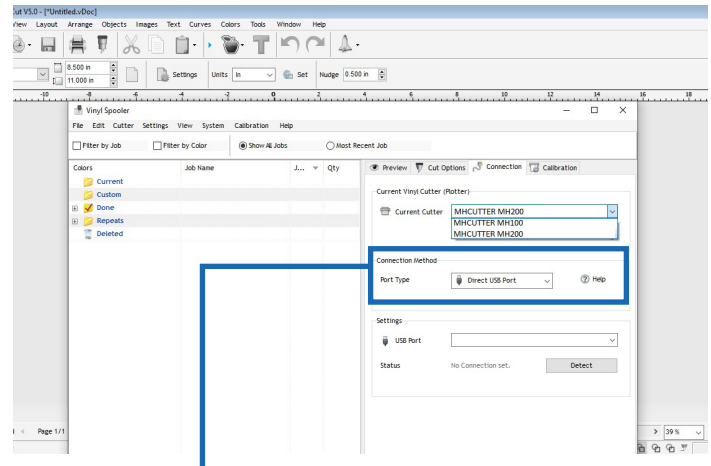 Cut V5.0 - [*Untitled.vDoc]
View Layout Arrange Objects Images Text Curves Colors Tools Window Help
8.500 in
11.000 in
Settings Units in Set Nudge 0.500 in
-10 -8 -6 -4 -2 0 2 4 6 8 10 12 14 16 18
Vinyl Spooler
File Edit Cutter Settings View System Calibration Help
Filter by Job Filter by Color Show All Jobs Most Recent Job
Colors Job Name J... Qty
Current
Custom
Done
Repeats
Deleted
Preview Cut Options Connection Calibration
Current Vinyl Cutter (Plotter)
Current Cutter MHCUTTER MH200
MHCUTTER MH100
MHCUTTER MH200
Connection Method
Port Type Direct USB Port Help
Settings
USB Port
Status No Connection set. Detect
Page 1/1 39 %